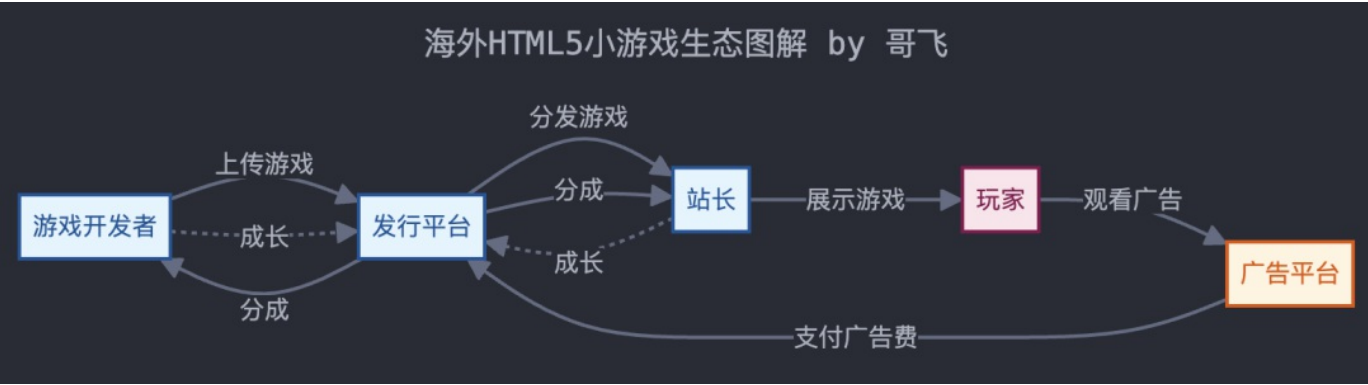 海外HTML5小游戏生态图解 by 哥飞
分发游戏
上传游戏
分成
站长
展示游戏
玩家
观看广告
游戏开发者
成长
发行平台
成长
广告平台
分成
支付广告费